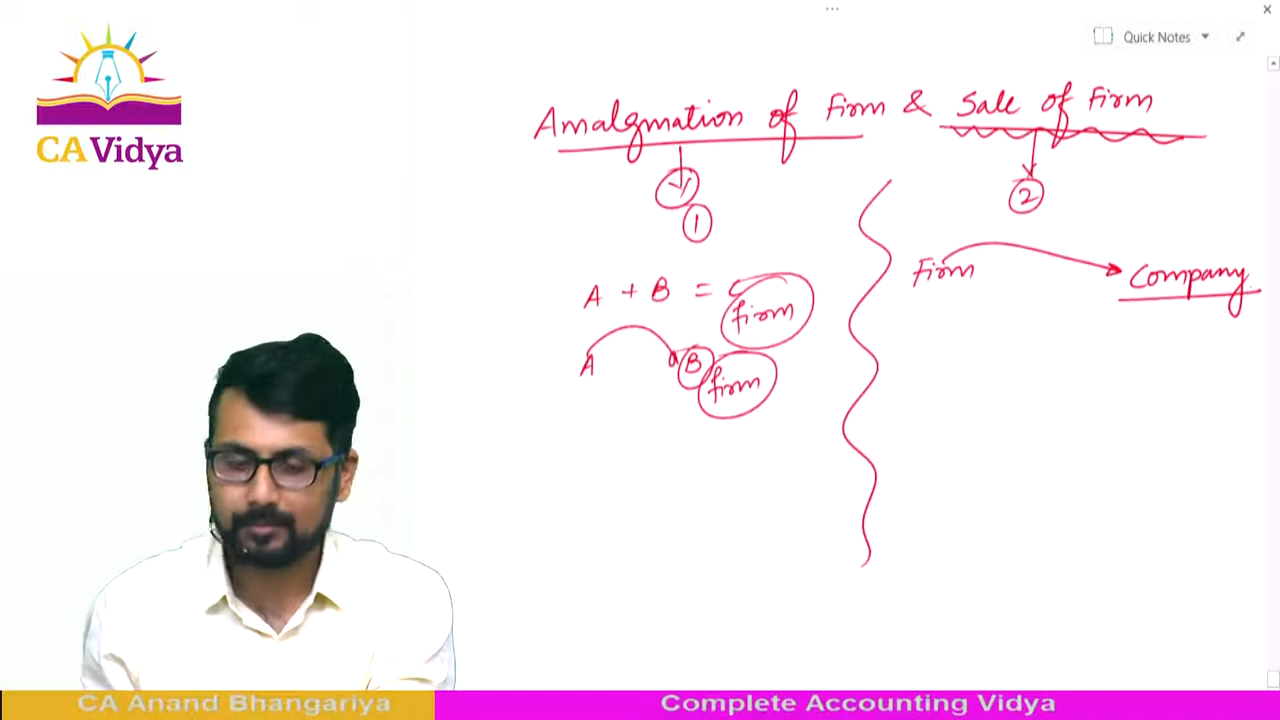 Quick Notes
CA Vidya
Amalgmation of Firm & Sale of Firm
1
2
A + B = firm
A B firm
Firm Company
CA Anand Bhangariya
Complete Accounting Vidya